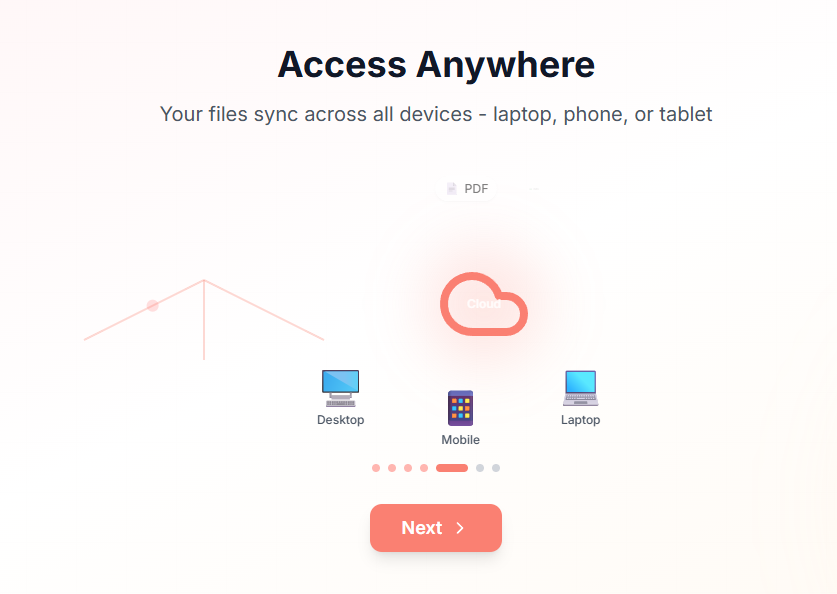 Access Anywhere
Your files sync across all devices - laptop, phone, or tablet
PDF
Cloud
Desktop
Mobile
Laptop
Next